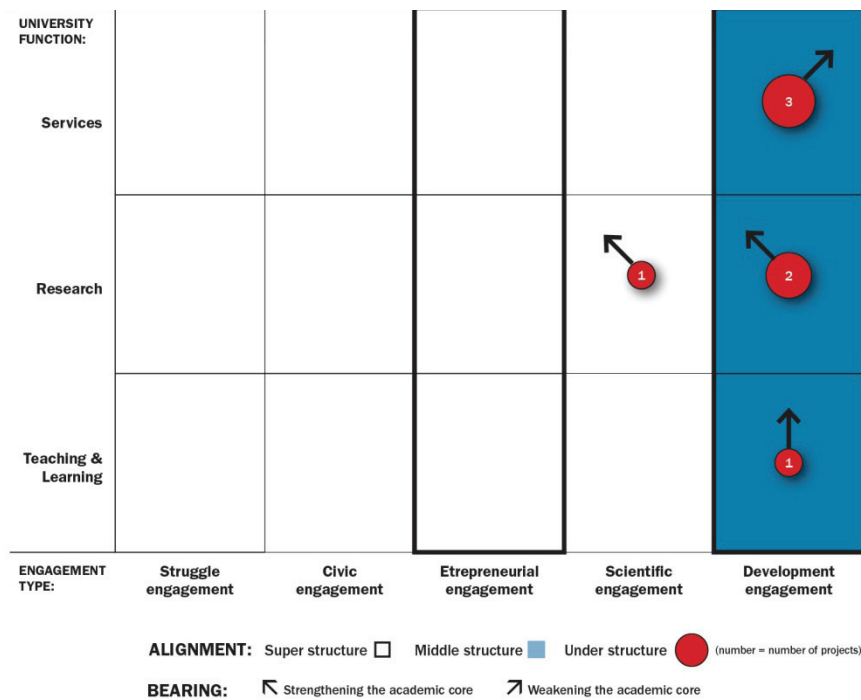 UNIVERSITY
FUNCTION:
Services
3
Research
1
2
Teaching &
Learning
1
ENGAGEMENT
TYPE:
Struggle
engagement
Civic
engagement
Etrepreneurial
engagement
Scientific
engagement
Development
engagement
ALIGNMENT: Super structure Middle structure Under structure (number = number of projects)
BEARING: Strengthening the academic core Weakening the academic core